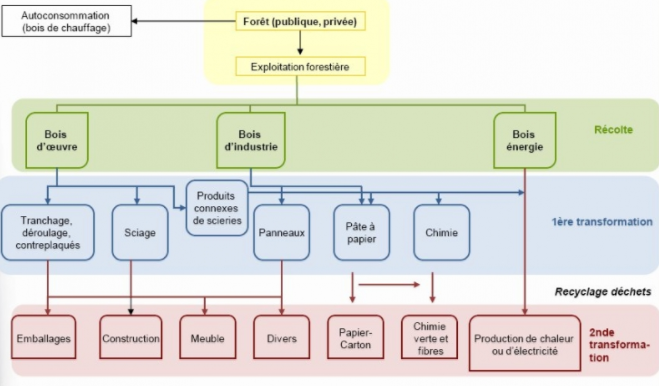 Autoconsommation
(bois de chauffage)
Forêt (publique, privée)
Exploitation forestière
Bois
d'œuvre
Bois
d'industrie
Bois
énergie
Récolte
Tranchage,
déroulage,
contreplaqués
Sciage
Produits
connexes
de scieries
Panneaux
Pâte à
papier
Chimie
1ère transformation
Recyclage déchets
Emballages
Construction
Meuble
Divers
Papier-
Carton
Chimie
verte et
fibres
Production de chaleur
ou d'électricité
2nde
transforma-
tion